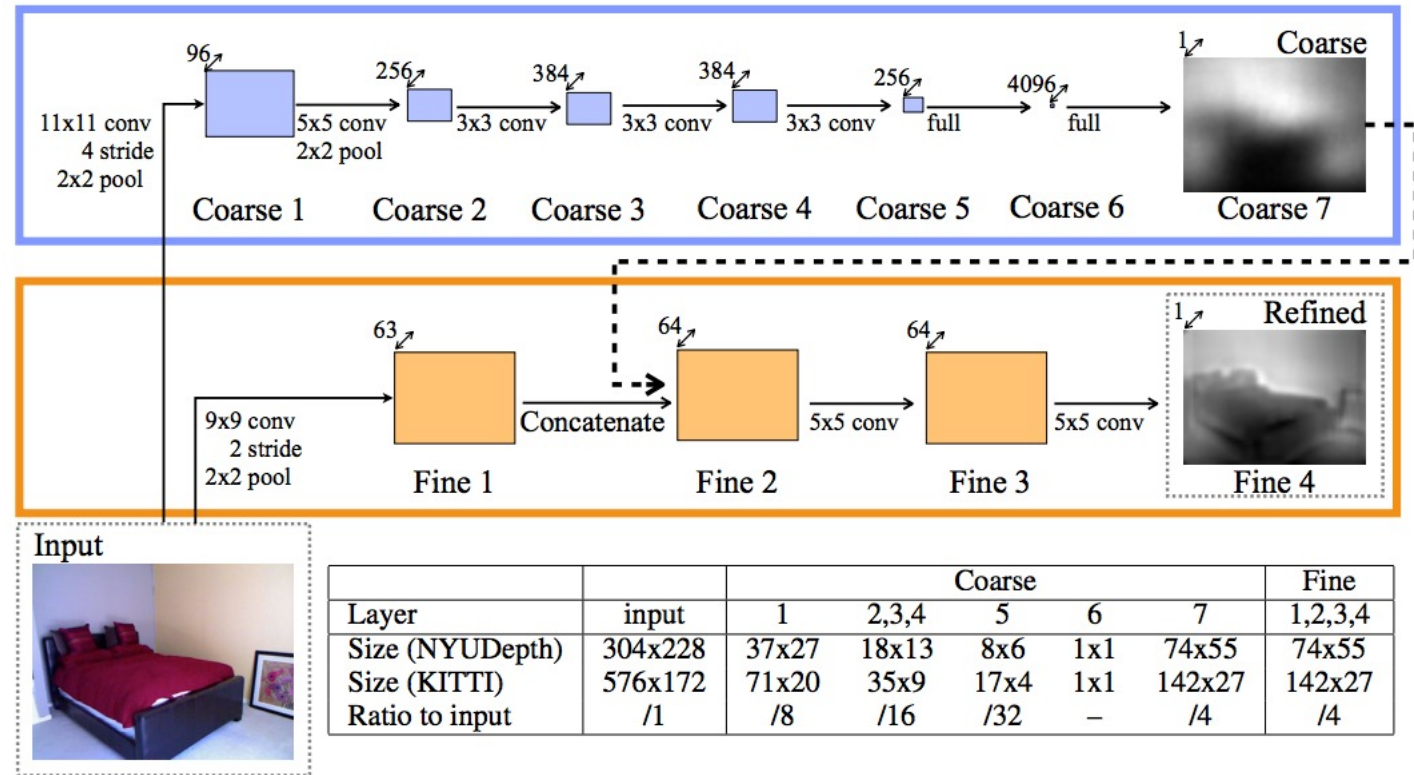 96
256
384
384
256
4096
1
Coarse
11x11 conv
4 stride
2x2 pool
5x5 conv
2x2 pool
3x3 conv
3x3 conv
3x3 conv
full
full
Coarse 1
Coarse 2
Coarse 3
Coarse 4
Coarse 5
Coarse 6
Coarse 7
63
64
64
1
Refined
9x9 conv
2 stride
2x2 pool
Concatenate
5x5 conv
5x5 conv
Fine 1
Fine 2
Fine 3
Fine 4
Input
Coarse Fine
Layer input 1 2,3,4 5 6 7 1,2,3,4
Size (NYUDepth) 304x228 37x27 18x13 8x6 1x1 74x55 74x55
Size (KITTI) 576x172 71x20 35x9 17x4 1x1 142x27 142x27
Ratio to input /1 /8 /16 /32 – /4 /4